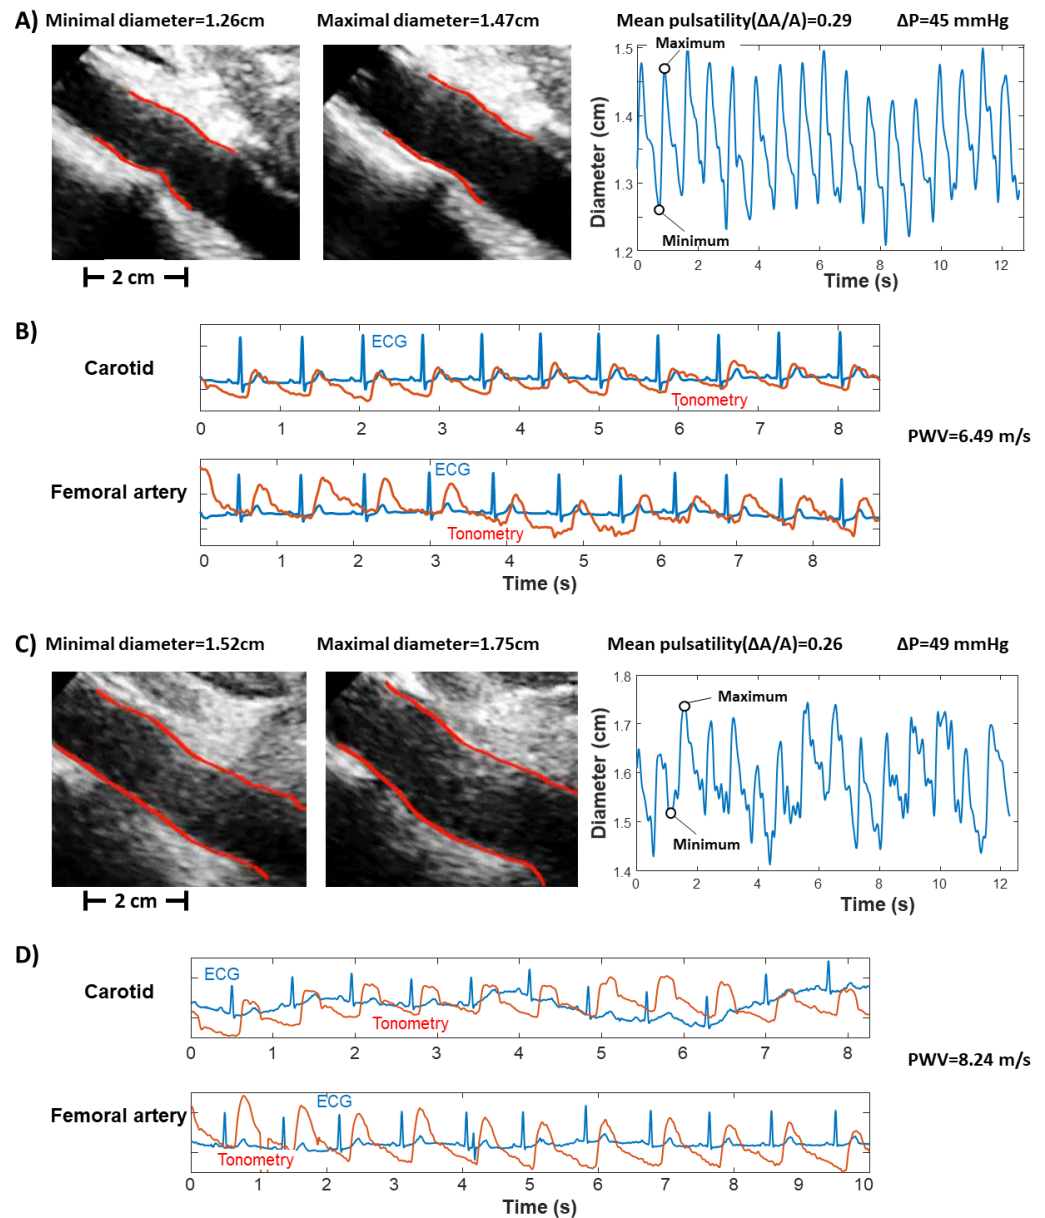 A) Minimal diameter=1.26cm Maximal diameter=1.47cm Mean pulsatility(ΔA/A)=0.29 ΔP=45 mmHg
Maximum
Minimum
1.5
1.4
1.3
1.2
Diameter (cm)
0 2 4 6 8 10 12
Time (s)
2 cm
B)
Carotid
ECG
Tonometry
0 1 2 3 4 5 6 7 8
PWV=6.49 m/s
Femoral artery
ECG
Tonometry
0 1 2 3 4 5 6 7 8
Time (s)
C) Minimal diameter=1.52cm Maximal diameter=1.75cm Mean pulsatility(ΔA/A)=0.26 ΔP=49 mmHg
Maximum
Minimum
1.8
1.7
1.6
1.5
1.4
Diameter (cm)
0 2 4 6 8 10 12
Time (s)
2 cm
D)
Carotid
ECG
Tonometry
0 1 2 3 4 5 6 7 8
PWV=8.24 m/s
Femoral artery
ECG
Tonometry
0 1 2 3 4 5 6 7 8 9 10
Time (s)